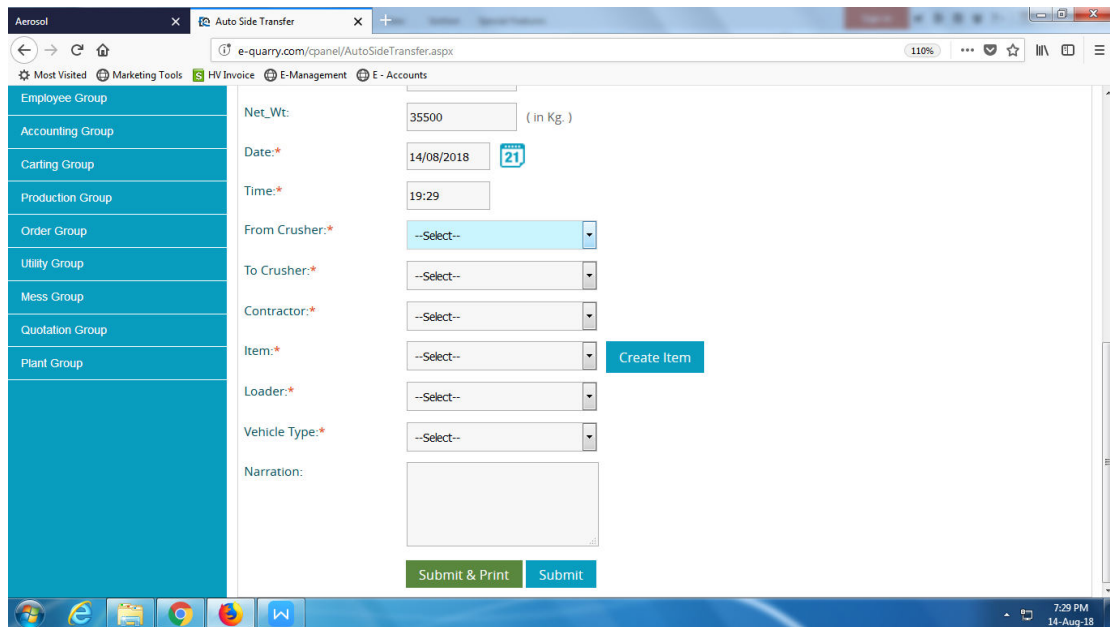 Aerosol
Auto Side Transfer
e-quarry.com/cpanel/AutoSideTransfer.aspx
110%
Most Visited Marketing Tools HV Invoice E-Management E - Accounts
Employee Group
Accounting Group
Carting Group
Production Group
Order Group
Utility Group
Mess Group
Quotation Group
Plant Group
Net_Wt: 35500 ( in Kg. )
Date:* 14/08/2018 21
Time:* 19:29
From Crusher:* --Select--
To Crusher:* --Select--
Contractor:* --Select--
Item:* --Select-- Create Item
Loader:* --Select--
Vehicle Type:* --Select--
Narration:
Submit & Print Submit
7:29 PM
14-Aug-18